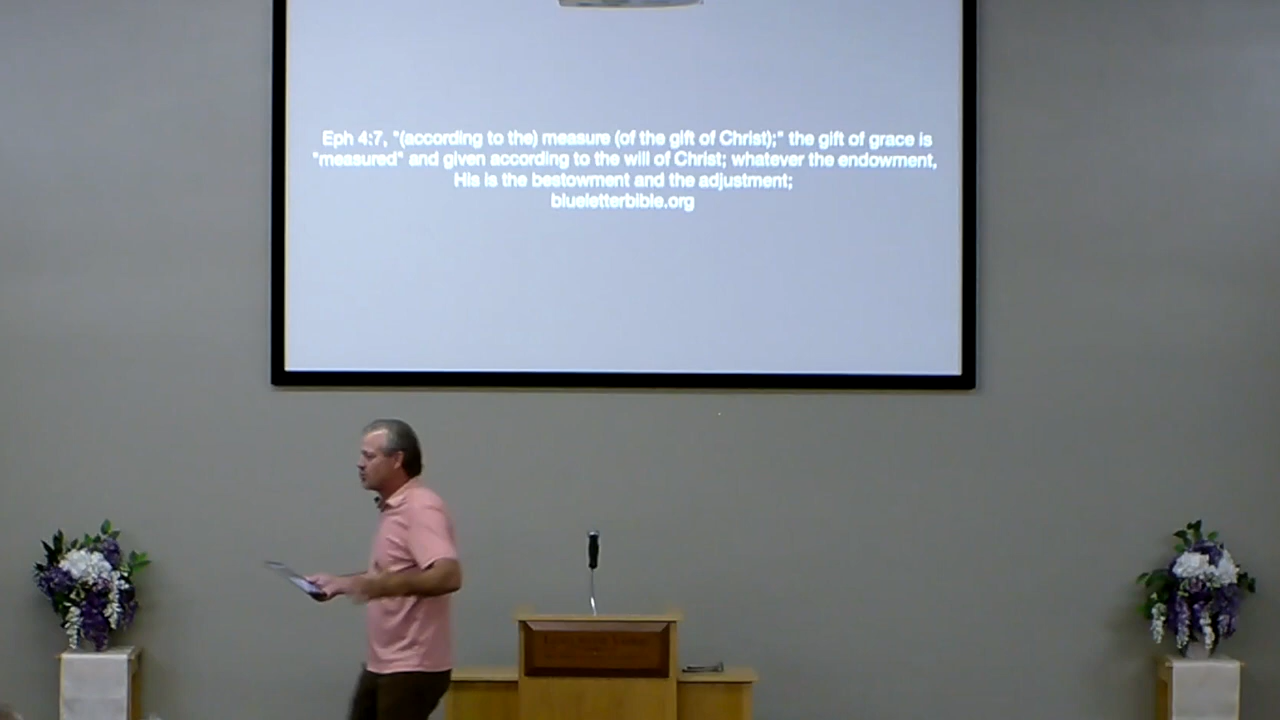 Eph 4:7, "(according to the) measure (of the gift of Christ);" the gift of grace is
"measured" and given according to the will of Christ; whatever the endowment,
His is the bestowment and the adjustment;
blueletterbible.org